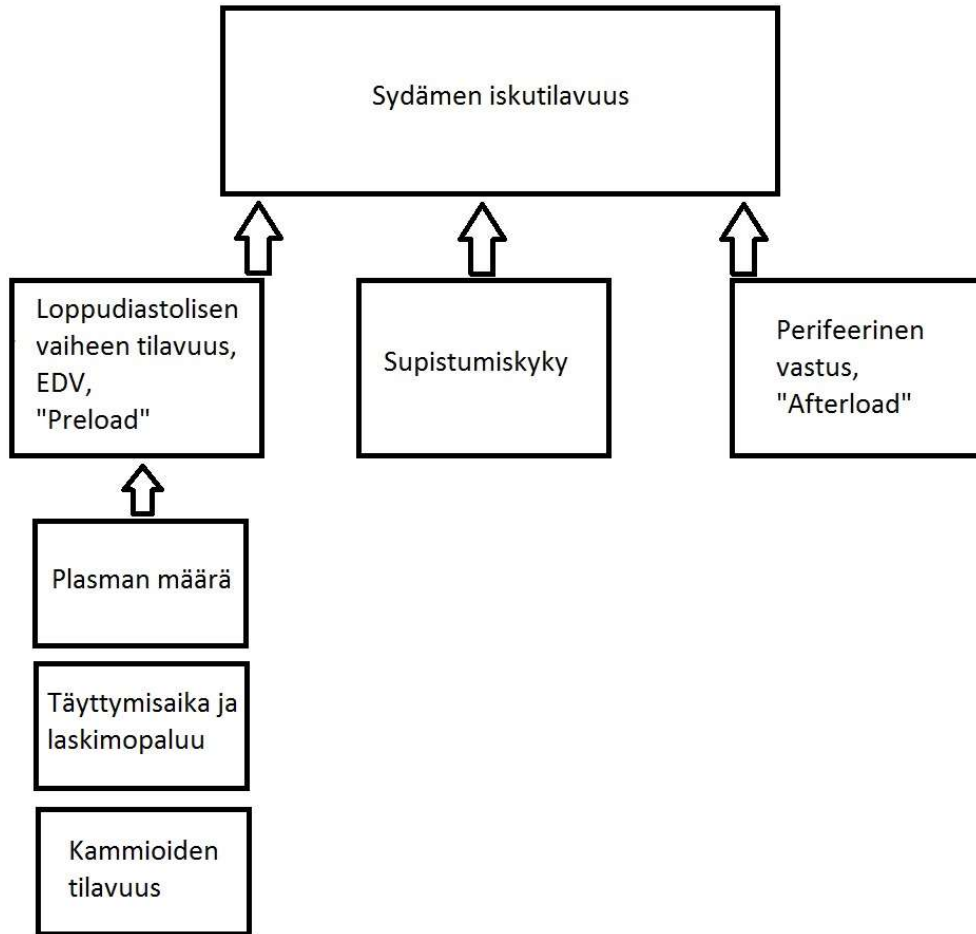 Sydämen iskutilavuus
Loppudiastolisen
vaiheen tilavuus,
EDV,
"Preload"
Supistumiskyky
Perifeerinen
vastus,
"Afterload"
Plasman määrä
Täyttymisaika ja
laskimopaluu
Kammioiden
tilavuus